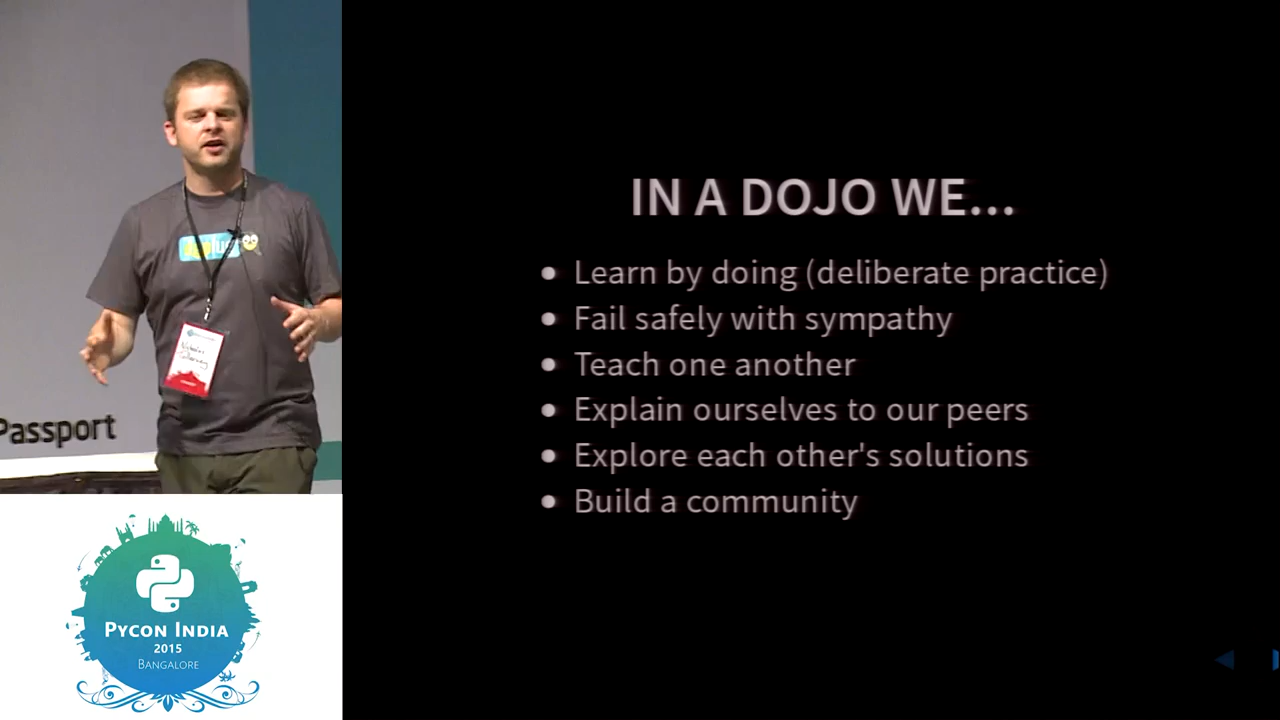 IN A DOJO WE...
Learn by doing (deliberate practice)
Fail safely with sympathy
Teach one another
Explain ourselves to our peers
Explore each other's solutions
Build a community
Passport
PYCON INDIA
2015
BANGALORE